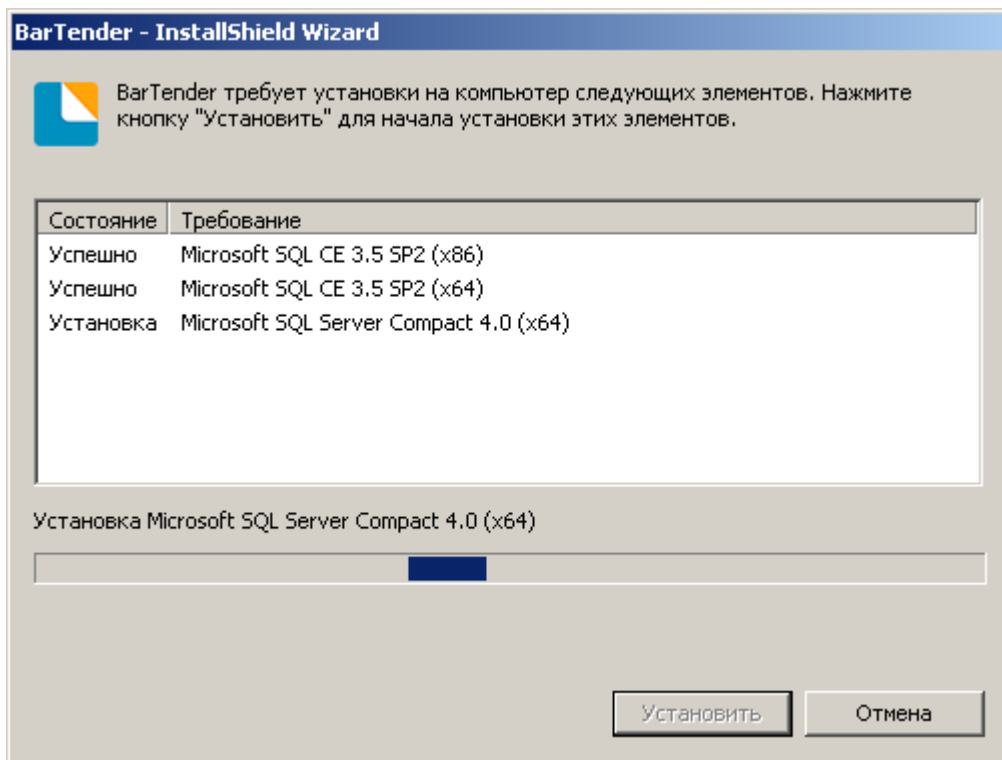 BarTender - InstallShield Wizard
BarTender требует установки на компьютер следующих элементов. Нажмите
кнопку "Установить" для начала установки этих элементов.
Состояние Требование
Успешно Microsoft SQL CE 3.5 SP2 (x86)
Успешно Microsoft SQL CE 3.5 SP2 (x64)
Установка Microsoft SQL Server Compact 4.0 (x64)
Установка Microsoft SQL Server Compact 4.0 (x64)
Установить Отмена